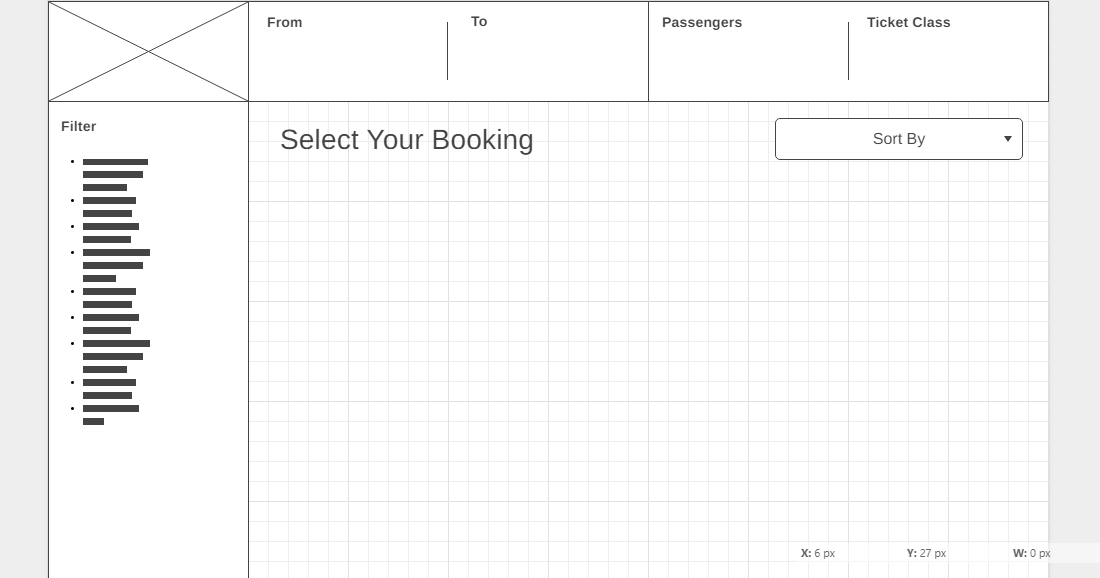 From
To
Passengers
Ticket Class
Filter
Select Your Booking
Sort By
X: 6 px
Y: 27 px
W: 0 px